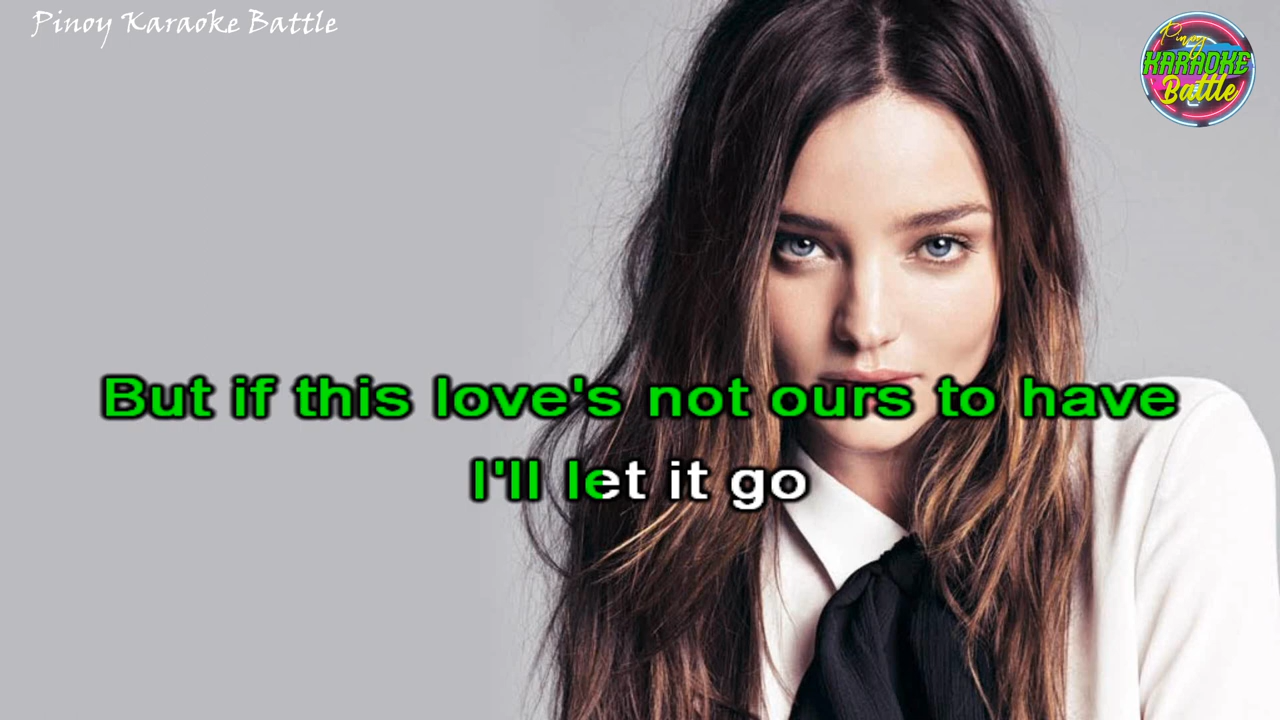 Pinoy Karaoke Battle
Pinoy
KARAOKE
Battle
But if this love's not ours to have
I'll let it go